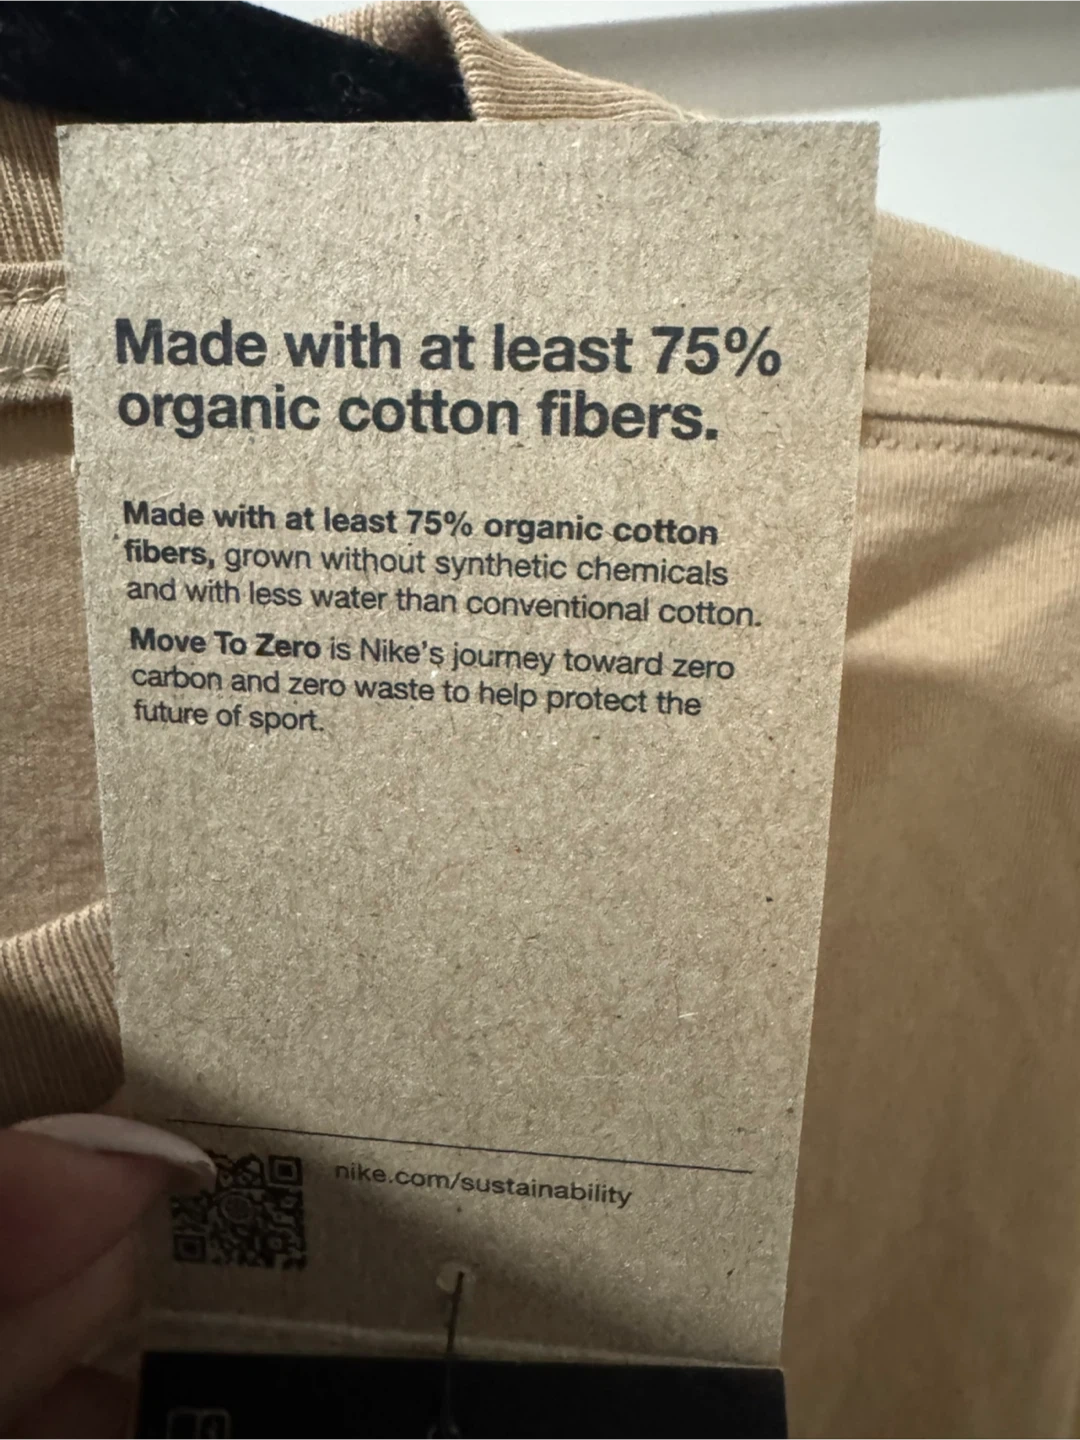 Made with at least 75%
organic cotton fibers.
Made with at least 75% organic cotton
fibers, grown without synthetic chemicals
and with less water than conventional cotton.
Move To Zero is Nike's journey toward zero
carbon and zero waste to help protect the
future of sport.
nike.com/sustainability